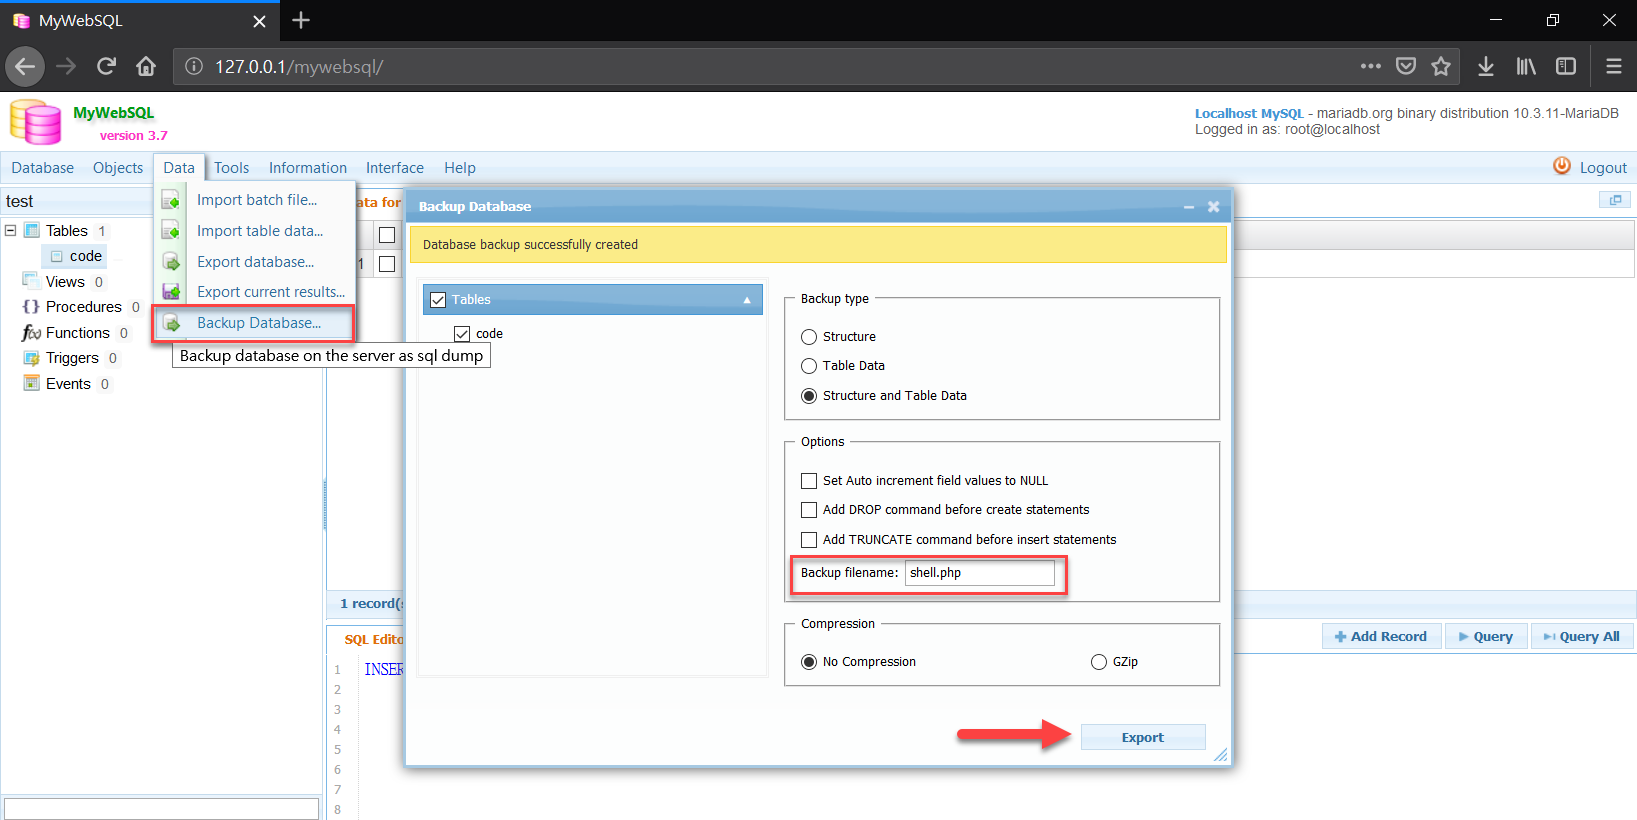 MyWebSQL
127.0.0.1/mywebsql/
MyWebSQL
version 3.7
Localhost MySQL - mariadb.org binary distribution 10.3.11-MariaDB
Logged in as: root@localhost
Database Objects Data Tools Information Interface Help Logout
test
Tables 1
code
Views 0
Procedures 0
Functions 0
Triggers 0
Events 0
Import batch file...
Import table data...
Export database...
Export current results...
Backup Database...
Backup database on the server as sql dump
ata for
1
Backup Database
Database backup successfully created
Tables
code
Backup type
Structure
Table Data
Structure and Table Data
Options
Set Auto increment field values to NULL
Add DROP command before create statements
Add TRUNCATE command before insert statements
Backup filename: shell.php
Compression
No Compression GZip
Export
1 record(
SQL Edito
Add Record Query Query All
1 INSER
2
3
4
5
6
7
8